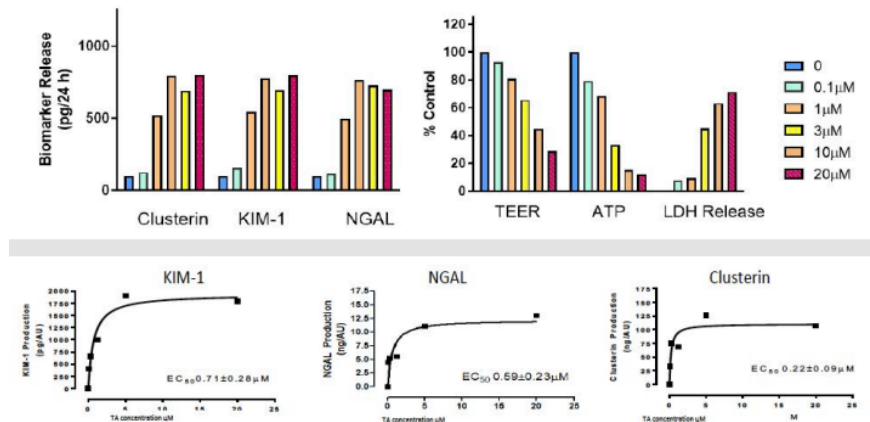 Biomarker Release
(pg/24 h)
1000
500
0
Clusterin KIM-1 NGAL
% Control
120
100
80
60
40
20
0
TEER ATP LDH Release
0
0.1µM
1µM
3µM
10µM
20µM
KIM-1
KIM-1 Production
(pg/AU)
2000
1750
1500
1250
1000
750
500
250
0
EC50 0.71±0.28µM
0 5 10 15 20 25
TA concentration µM
NGAL
NGAL Production
(ng/AU)
17.5
15.0
12.5
10.0
7.5
5.0
2.5
0.0
EC50 0.59±0.23µM
0 5 10 15 20 25
TA concentration µM
Clusterin
Clusterin Production
(ng/AU)
175
150
125
100
75
50
25
0
EC50 0.22±0.09µM
0 5 10 15 20 25
TA concentration µM M